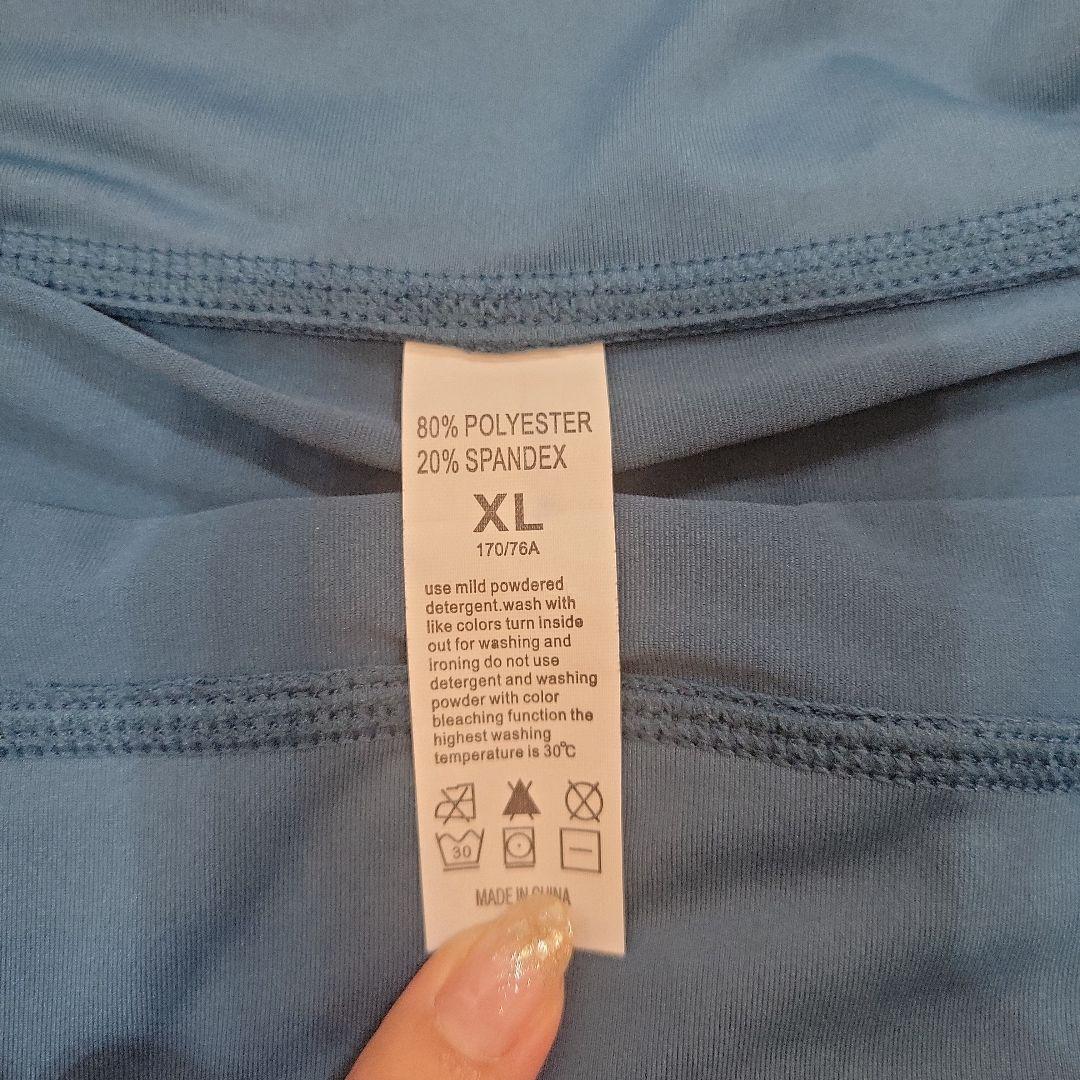 80% POLYESTER
20% SPANDEX
XL
170/76A
use mild powdered
detergent.wash with
like colors turn inside
out for washing and
ironing do not use
detergent and washing
powder with color
bleaching function the
highest washing
temperature is 30℃
30
MADE IN CHINA